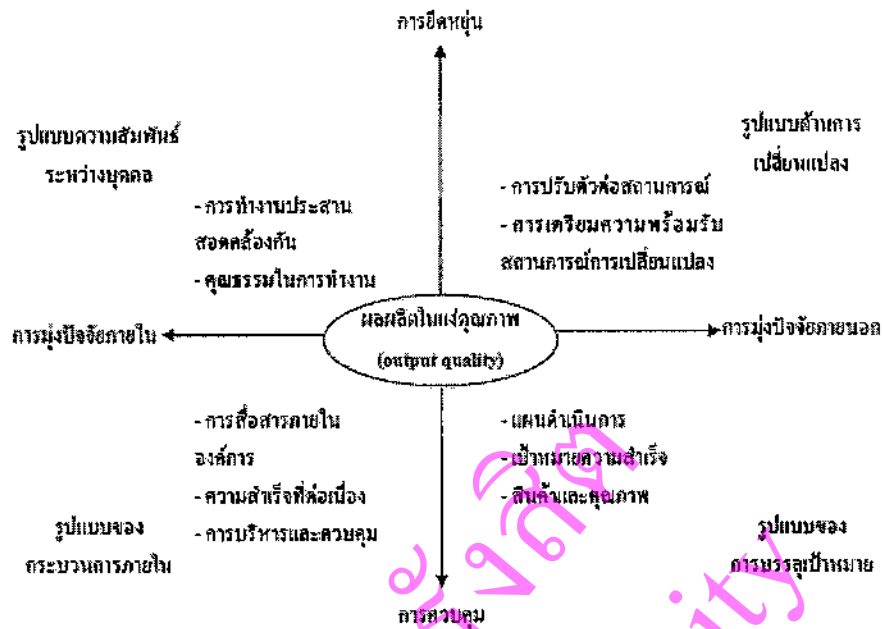 การยืดหยุ่น
รูปแบบความสัมพันธ์
ระหว่างบุคคล
รูปแบบด้านการ
เปลี่ยนแปลง
- การทำงานประสาน
สอดคล้องกัน
- คุณธรรมในการทำงาน
- การปรับตัวต่อสถานการณ์
- การเตรียมความพร้อมรับ
สถานการณ์การเปลี่ยนแปลง
การมุ่งปัจจัยภายใน
ผลผลิตในแง่คุณภาพ
(output quality)
การมุ่งปัจจัยภายนอก
- การสื่อสารภายใน
องค์การ
- ความสำเร็จที่ต่อเนื่อง
- การบริหารและควบคุม
- แผนดำเนินการ
- เป้าหมายความสำเร็จ
- สินค้าและคุณภาพ
รูปแบบของ
กระบวนการภายใน
รูปแบบของ
การบรรลุเป้าหมาย
การควบคุม